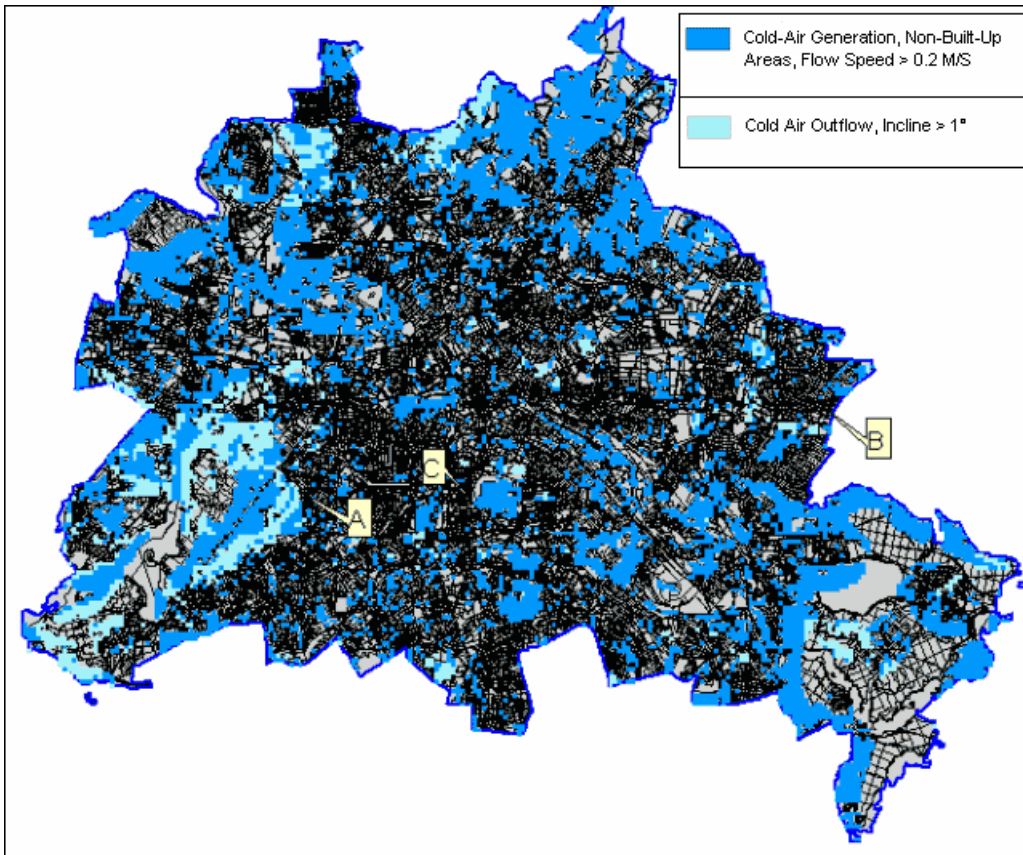 Cold-Air Generation, Non-Built-Up
Areas, Flow Speed > 0.2 M/S
Cold Air Outflow, Incline > 1°
B
C
A